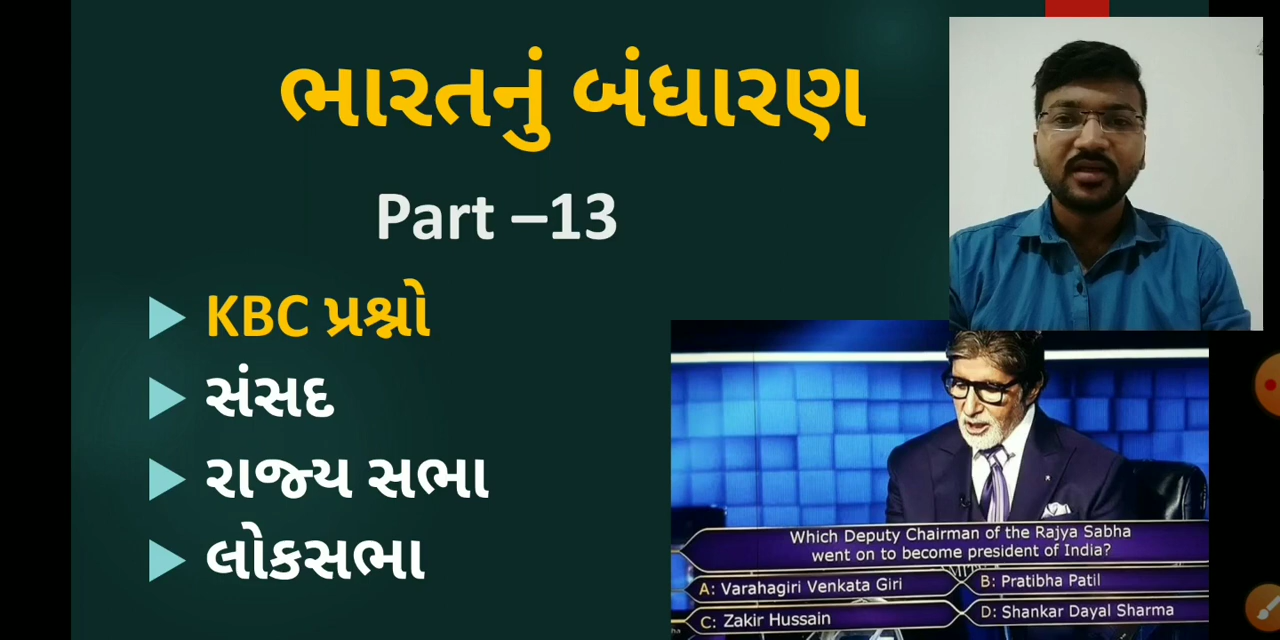 ભારતનું બંધારણ
Part –13
KBC પ્રશ્નો
સંસદ
રાજ્ય સભા
લોકસભા
Which Deputy Chairman of the Rajya Sabha
went on to become president of India?
A: Varahagiri Venkata Giri
B: Pratibha Patil
C: Zakir Hussain
D: Shankar Dayal Sharma